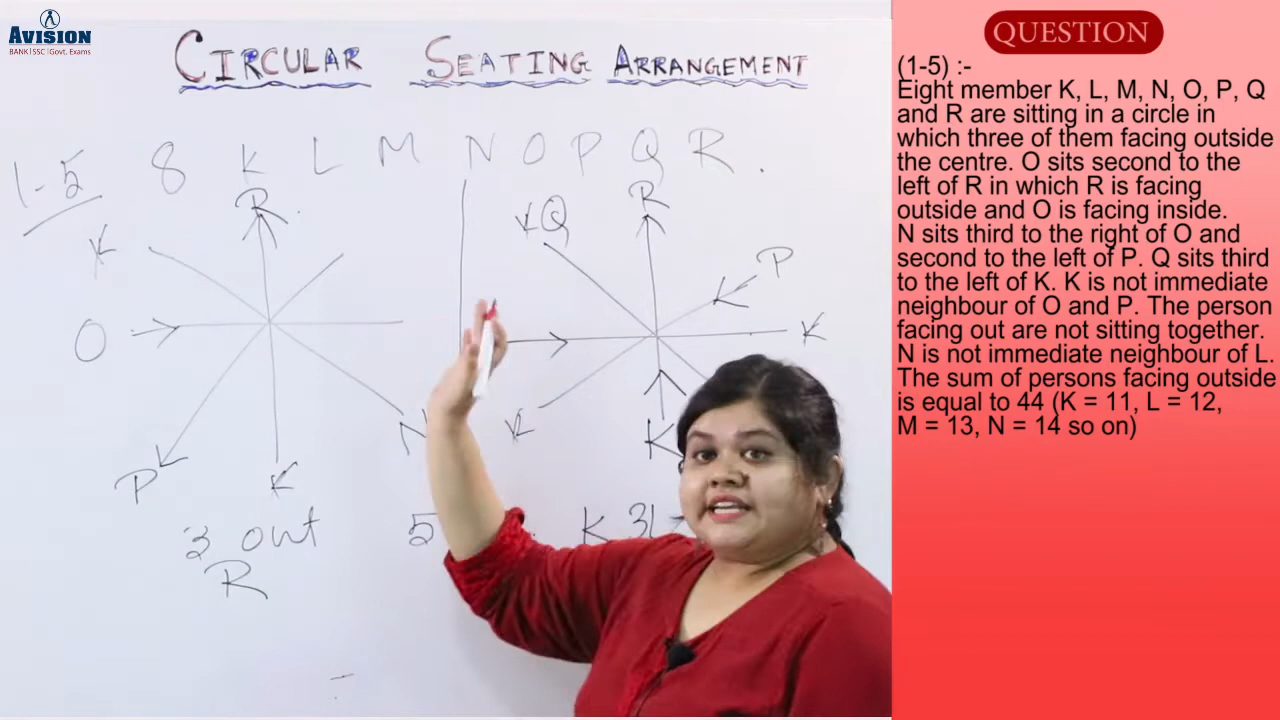 AVISION
BANK | SSC | Govt. Exams
CIRCULAR SEATING ARRANGEMENT
1-5 8 K L M N O P Q R.
R.
K
O
P
K
N
3 out
R
5
R
KQ
P
K
K
K
K 3L
QUESTION
(1-5) :-
Eight member K, L, M, N, O, P, Q
and R are sitting in a circle in
which three of them facing outside
the centre. O sits second to the
left of R in which R is facing
outside and O is facing inside.
N sits third to the right of O and
second to the left of P. Q sits third
to the left of K. K is not immediate
neighbour of O and P. The person
facing out are not sitting together.
N is not immediate neighbour of L.
The sum of persons facing outside
is equal to 44 (K = 11, L = 12,
M = 13, N = 14 so on)